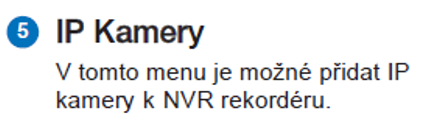 5 IP Kamery
V tomto menu je možné přidat IP
kamery k NVR rekordéru.